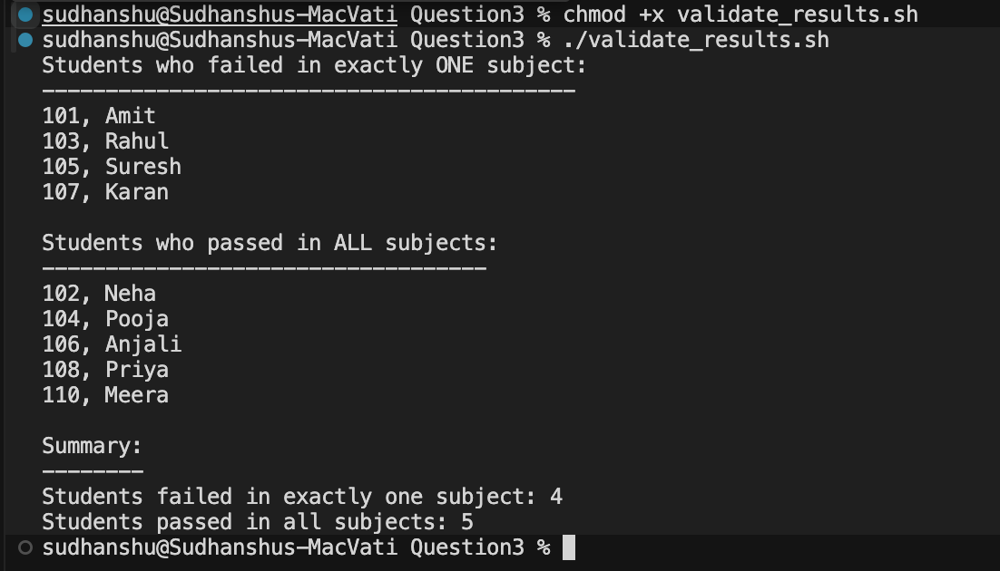 sudhanshu@Sudhanshus-MacVati Question3 % chmod +x validate_results.sh
sudhanshu@Sudhanshus-MacVati Question3 % ./validate_results.sh
Students who failed in exactly ONE subject:
------------------------------------------
101, Amit
103, Rahul
105, Suresh
107, Karan
Students who passed in ALL subjects:
-----------------------------------
102, Neha
104, Pooja
106, Anjali
108, Priya
110, Meera
Summary:
--------
Students failed in exactly one subject: 4
Students passed in all subjects: 5
sudhanshu@Sudhanshus-MacVati Question3 %